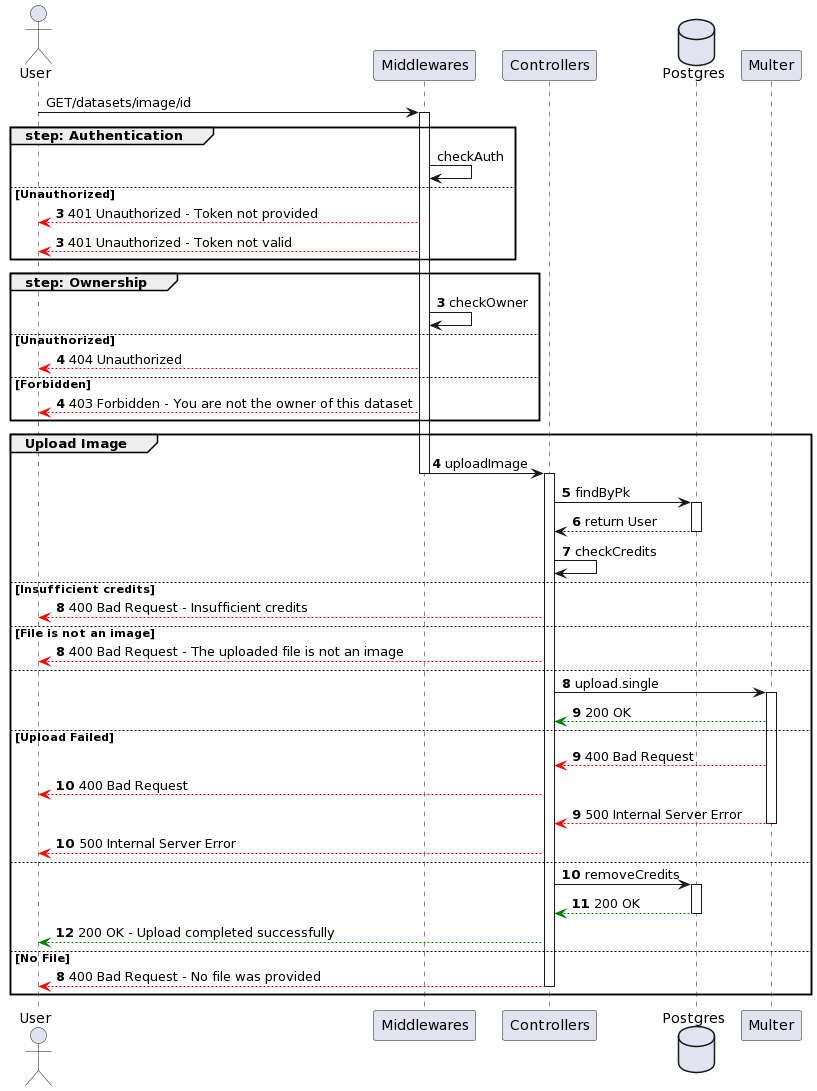 User
Middlewares
Controllers
Postgres
Multer
GET/datasets/image/id
step: Authentication
checkAuth
[Unauthorized]
3 401 Unauthorized - Token not provided
3 401 Unauthorized - Token not valid
step: Ownership
3 checkOwner
[Unauthorized]
4 404 Unauthorized
[Forbidden]
4 403 Forbidden - You are not the owner of this dataset
Upload Image
4 uploadImage
5 findByPk
6 return User
7 checkCredits
[Insufficient credits]
8 400 Bad Request - Insufficient credits
[File is not an image]
8 400 Bad Request - The uploaded file is not an image
8 upload.single
9 200 OK
[Upload Failed]
9 400 Bad Request
10 400 Bad Request
9 500 Internal Server Error
10 500 Internal Server Error
10 removeCredits
11 200 OK
12 200 OK - Upload completed successfully
[No File]
8 400 Bad Request - No file was provided
User
Middlewares
Controllers
Postgres
Multer